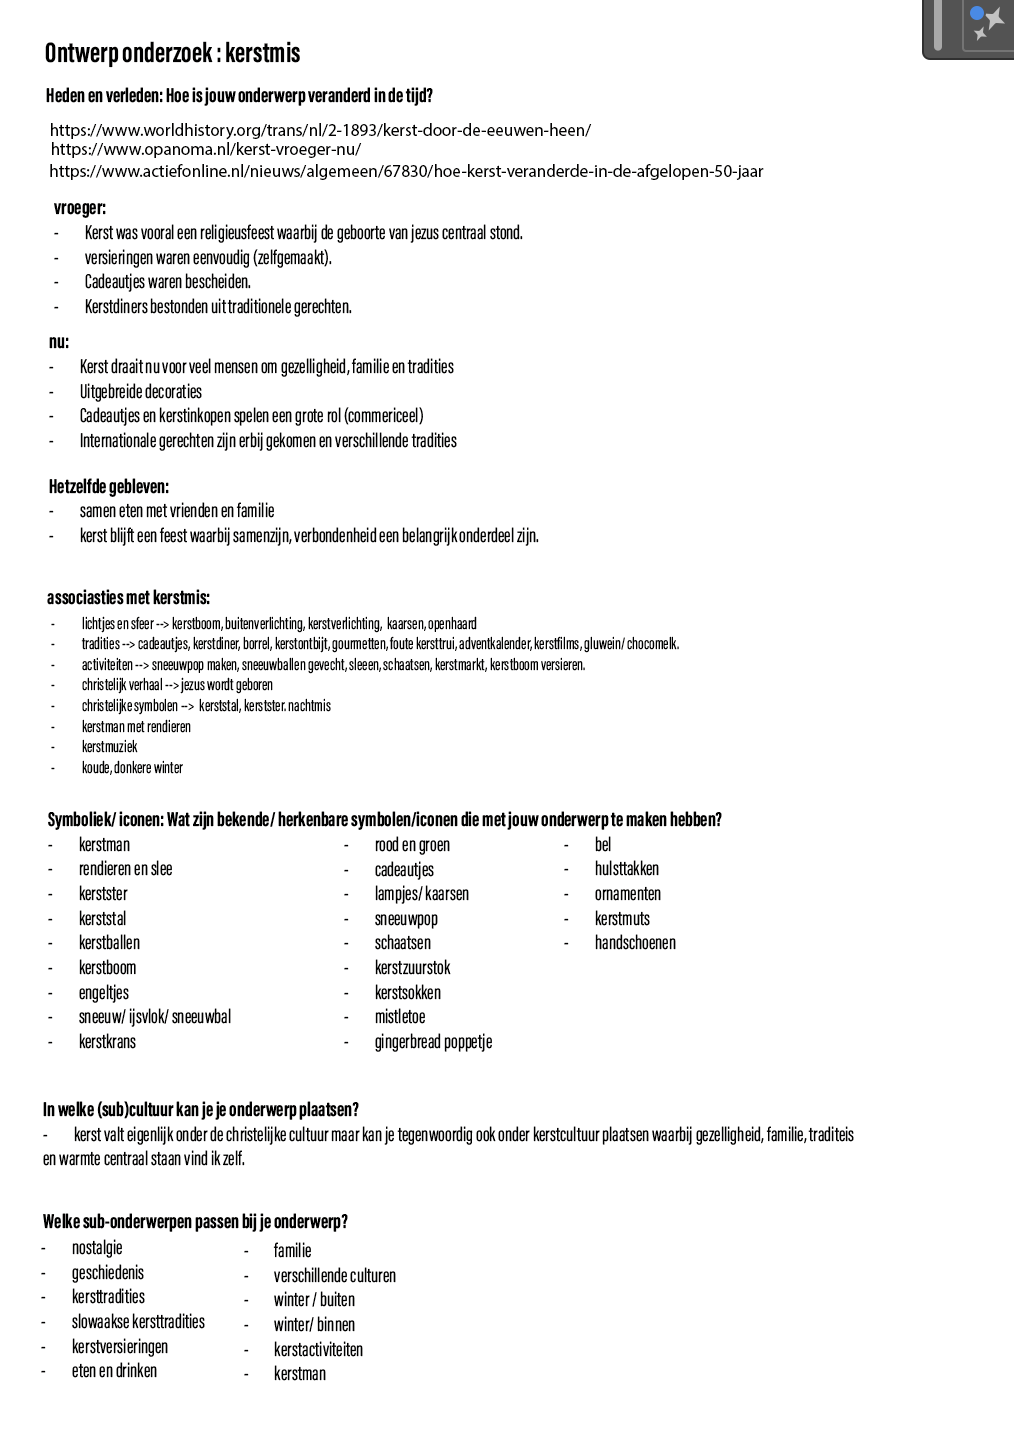 Ontwerp onderzoek : kerstmis
Heden en verleden: Hoe is jouw onderwerp veranderd in de tijd?
https://www.worldhistory.org/trans/nl/2-1893/kerst-door-de-eeuwen-heen/
https://www.opanoma.nl/kerst-vroeger-nu/
https://www.actiefonline.nl/nieuws/algemeen/67830/hoe-kerst-veranderde-in-de-afgelopen-50-jaar
vroeger:
- Kerst was vooral een religieusfeest waarbij de geboorte van jezus centraal stond.
- versieringen waren eenvoudig (zelfgemaakt).
- Cadeautjes waren bescheiden.
- Kerstdiners bestonden uit traditionele gerechten.
nu:
- Kerst draait nu voor veel mensen om gezelligheid, familie en tradities
- Uitgebreide decoraties
- Cadeautjes en kerstinkopen spelen een grote rol (commericeel)
- Internationale gerechten zijn erbij gekomen en verschillende tradities
Hetzelfde gebleven:
- samen eten met vrienden en familie
- kerst blijft een feest waarbij samenzijn, verbondenheid een belangrijk onderdeel zijn.
associasties met kerstmis:
- lichtjes en sfeer --> kerstboom, buitenverlichting, kerstverlichting, kaarsen, openhaard
- tradities --> cadeautjes, kerstdiner, borrel, kerstontbijt, gourmetten, foute kersttrui, adventkalender, kerstfilms, gluwein/ chocomelk.
- activiteiten --> sneeuwpop maken, sneeuwballen gevecht, sleen, schaatsen, kerstmarkt, kerstboom versieren.
- christelijk verhaal --> jezus wordt geboren
- christelijke symbolen --> kerststal, kerstster. nachtmis
- kerstman met rendieren
- kerstmuziek
- koude, donkere winter
Symboliek/ iconen: Wat zijn bekende/ herkenbare symbolen/iconen die met jouw onderwerp te maken hebben?
- kerstman
- rendieren en slee
- kerstster
- kerststal
- kerstballen
- kerstboom
- engeltjes
- sneeuw/ ijsvlok/ sneeuwbal
- kerstkrans
- rood en groen
- cadeautjes
- lampjes/ kaarsen
- sneeuwpop
- schaatsen
- kerstzuurstok
- kerstsokken
- mistletoe
- gingerbread poppetje
- bel
- hulsttakken
- ornamenten
- kerstmuts
- handschoenen
In welke (sub)cultuur kan je je onderwerp plaatsen?
- kerst valt eigenlijk onder de christelijke cultuur maar kan je tegenwoordig ook onder kerstcultuur plaatsen waarbij gezelligheid, familie, traditeis
en warmte centraal staan vind ik zelf.
Welke sub-onderwerpen passen bij je onderwerp?
- nostalgie
- geschiedenis
- kersttradities
- slowaakse kersttradities
- kerstversieringen
- eten en drinken
- familie
- verschillende culturen
- winter / buiten
- winter/ binnen
- kerstactiviteiten
- kerstman